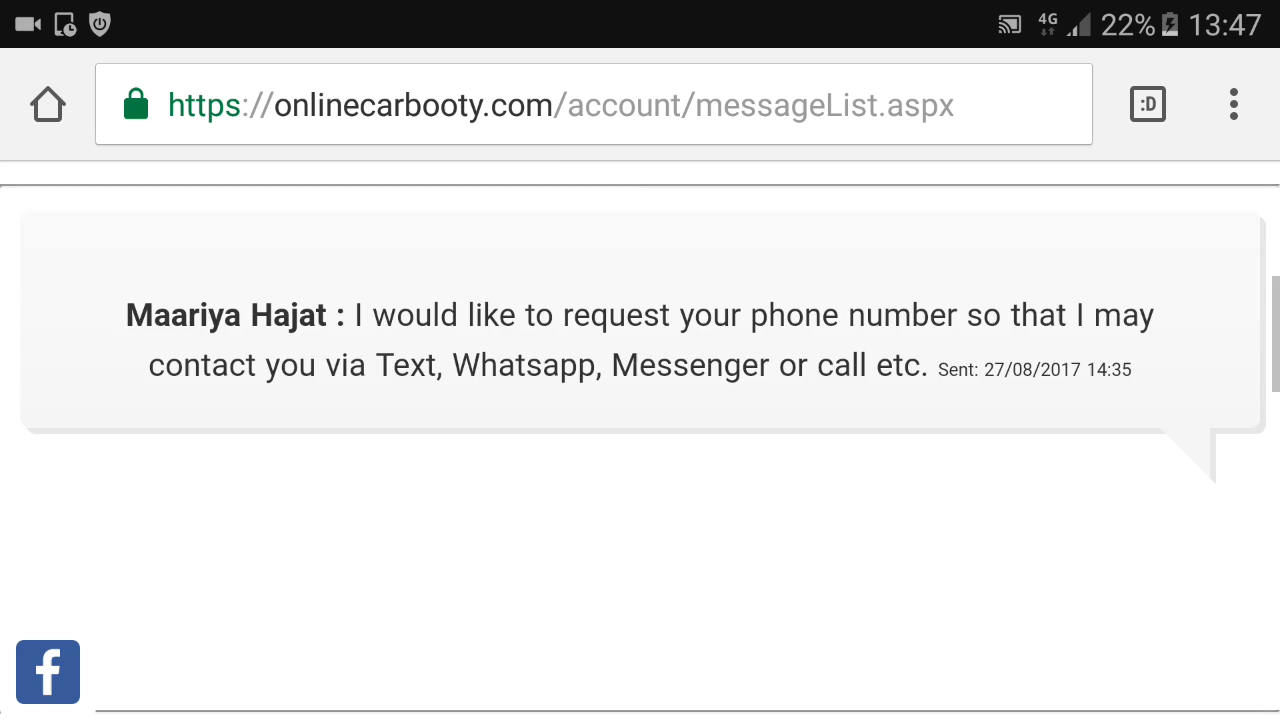 4G 22% 13:47
https://onlinecarbooty.com/account/messageList.aspx :D
Maariya Hajat : I would like to request your phone number so that I may
contact you via Text, Whatsapp, Messenger or call etc. Sent: 27/08/2017 14:35
f